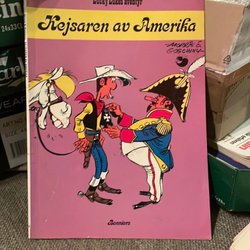 Lucky Lukes äventyr
Kejsaren av Amerika
MORRIS &
GOSCINNY
Bonniers